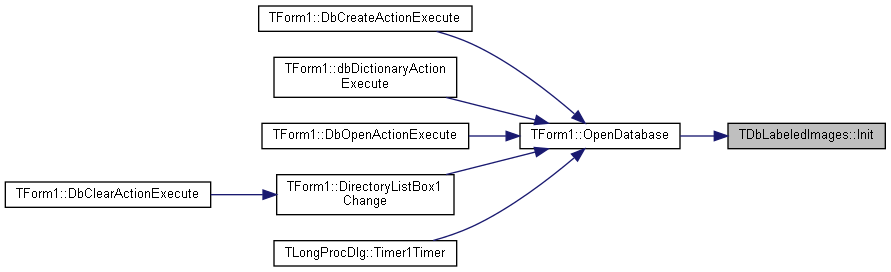 TForm1::DbCreateActionExecute
TForm1::dbDictionaryAction
Execute
TForm1::DbOpenActionExecute
TForm1::OpenDatabase
TDbLabeledImages::Init
TForm1::DbClearActionExecute
TForm1::DirectoryListBox1
Change
TLongProcDlg::Timer1Timer